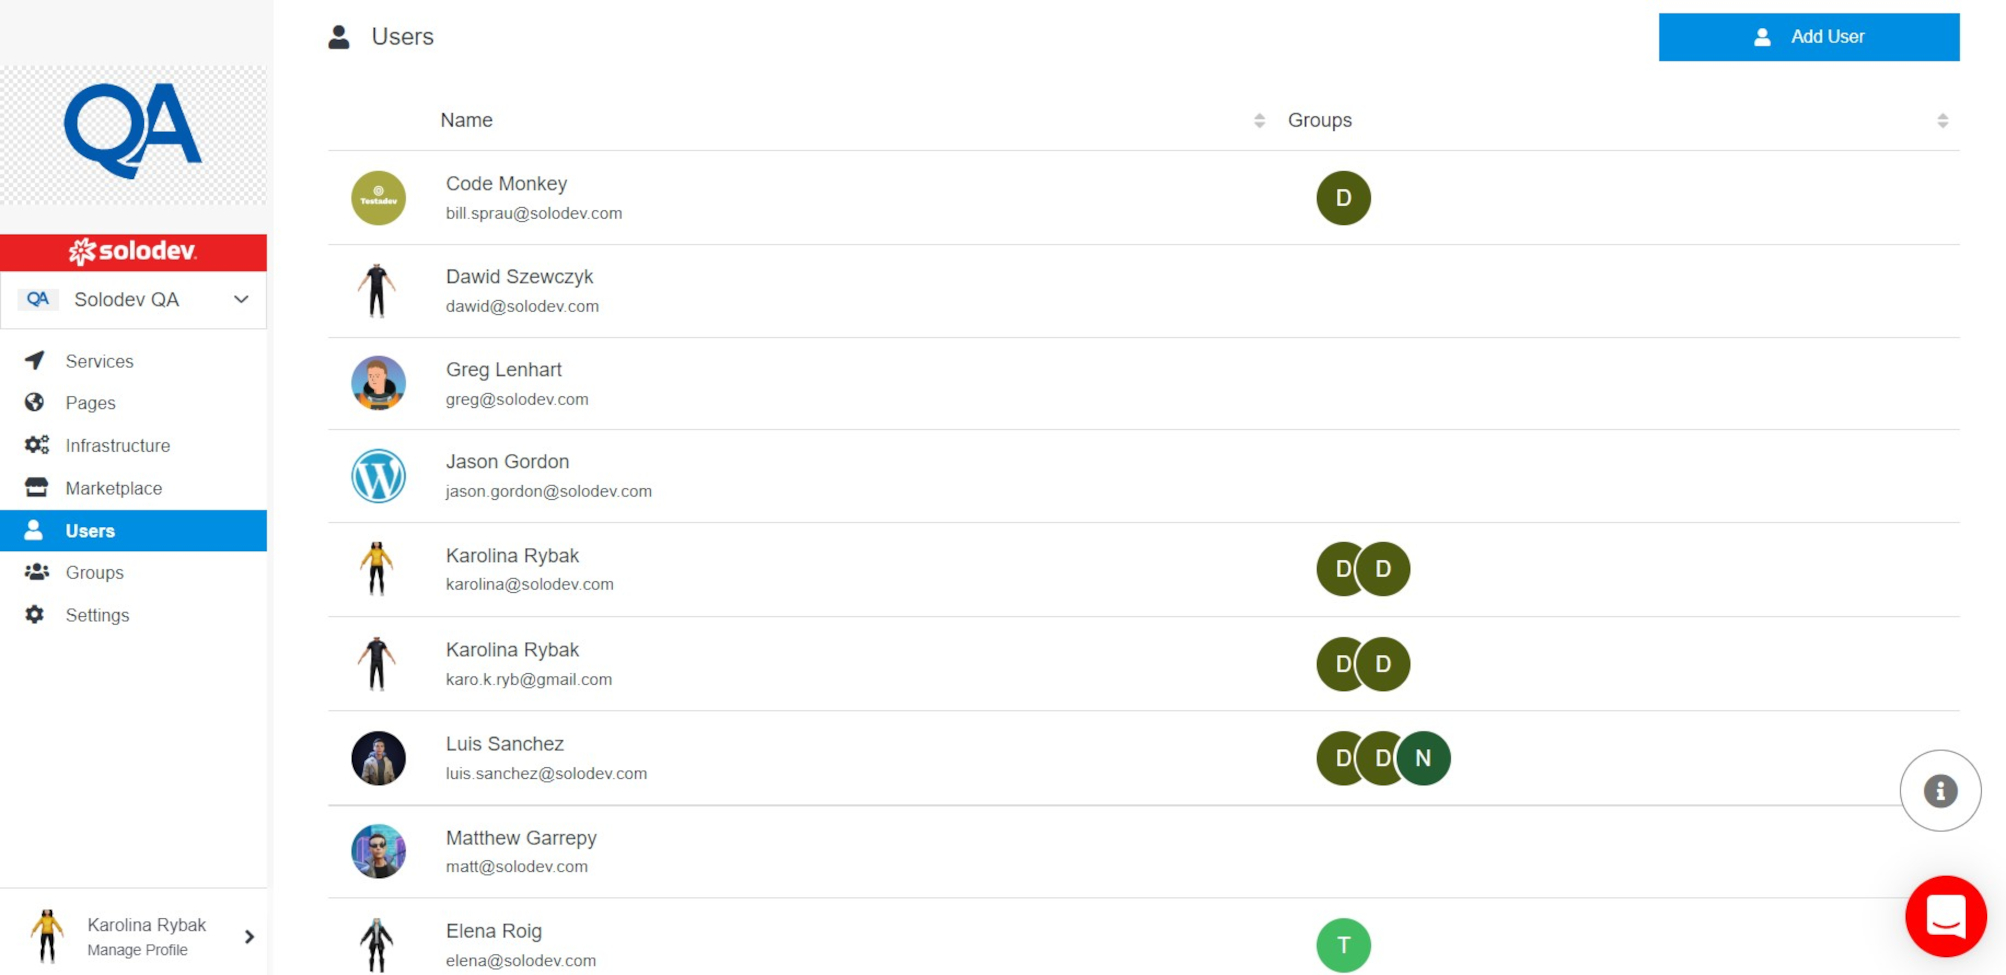 QA
solodev
QA Solodev QA
Services
Pages
Infrastructure
Marketplace
Users
Groups
Settings
Karolina Rybak
Manage Profile
Users
Add User
Name Groups
Testadev
Code Monkey
bill.sprau@solodev.com
D
Dawid Szewczyk
dawid@solodev.com
Greg Lenhart
greg@solodev.com
W
Jason Gordon
jason.gordon@solodev.com
Karolina Rybak
karolina@solodev.com
D D
Karolina Rybak
karo.k.ryb@gmail.com
D D
Luis Sanchez
luis.sanchez@solodev.com
D D N
Matthew Garrepy
matt@solodev.com
Elena Roig
elena@solodev.com
T